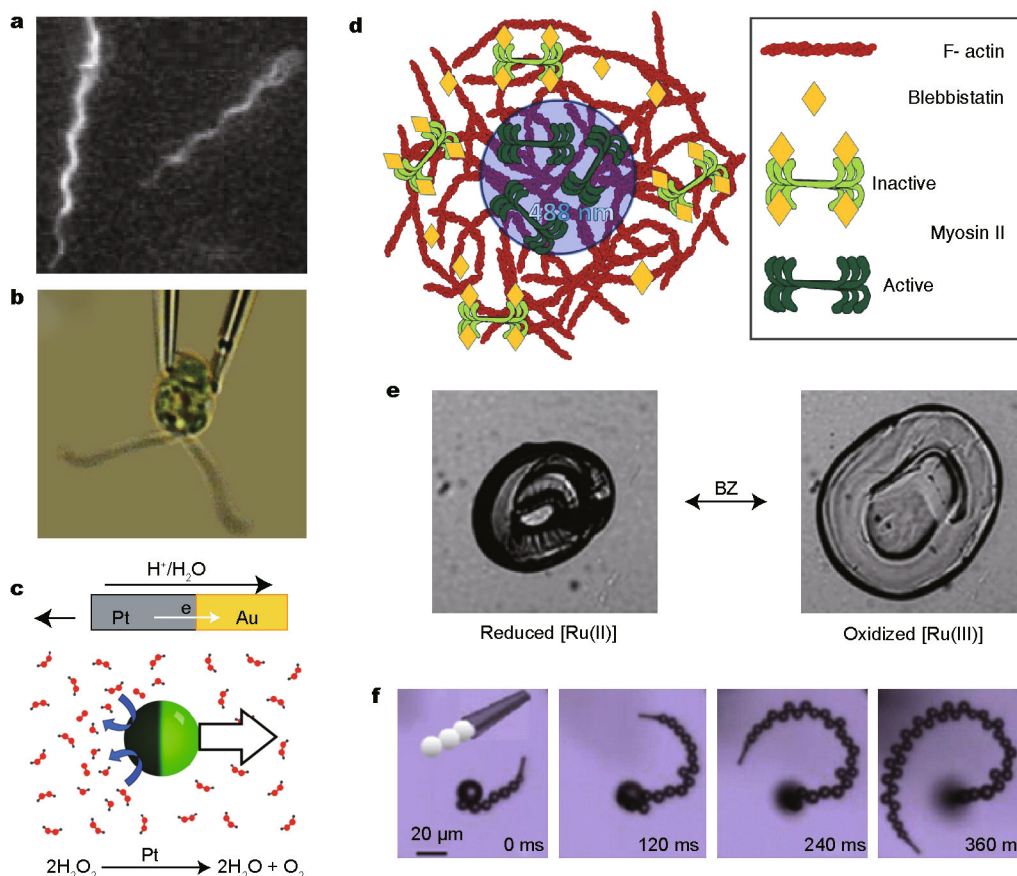 a
b
c
H⁺/H₂O
Pt
e
Au
2H₂O₂
Pt
2H₂O + O₂
d
488 nm
F- actin
Blebbistatin
Inactive
Myosin II
Active
e
BZ
Reduced [Ru(II)]
Oxidized [Ru(III)]
f
20 µm
0 ms
120 ms
240 ms
360 m